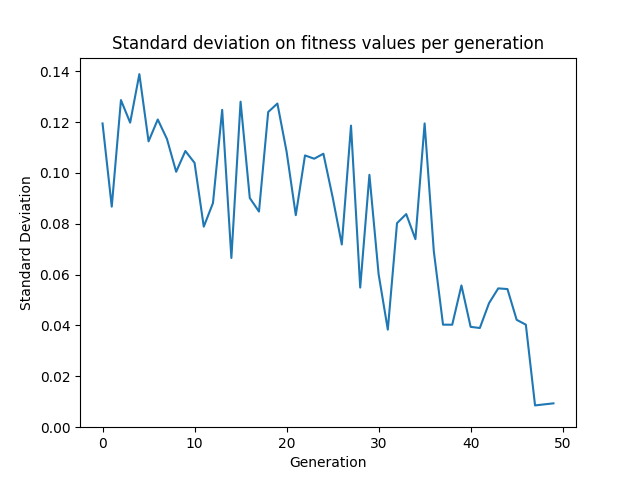 Standard deviation on fitness values per generation
0.14
0.12
0.10
0.08
0.06
0.04
0.02
0.00
Standard Deviation
0 10 20 30 40 50
Generation